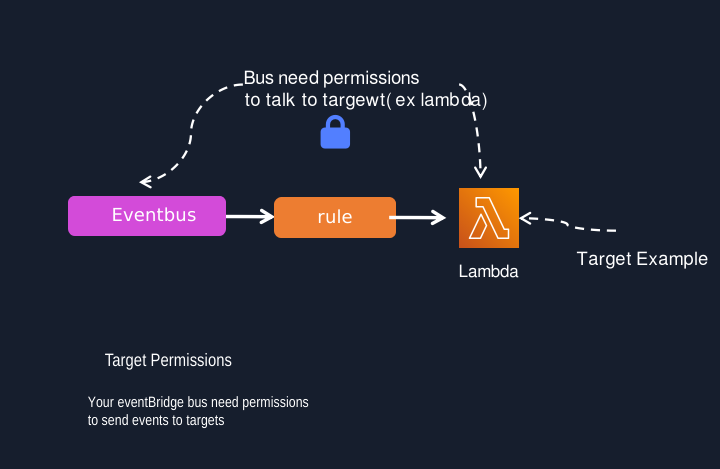 Bus need permissions
to talk to targewt( ex lambda)
Eventbus
rule
Lambda
Target Example
Target Permissions
Your eventBridge bus need permissions
to send events to targets